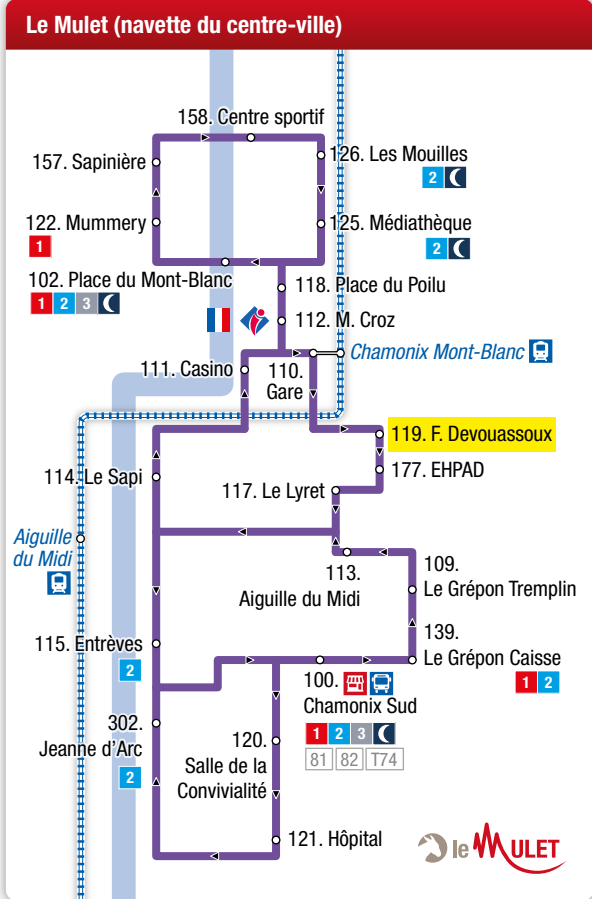 Le Mulet (navette du centre-ville)
158. Centre sportif
157. Sapinière
126. Les Mouilles
2
122. Mummery
1
125. Médiathèque
2
102. Place du Mont-Blanc
1 2 3
118. Place du Poilu
112. M. Croz
Chamonix Mont-Blanc
111. Casino
110.
Gare
119. F. Devouassoux
177. EHPAD
114. Le Sapi
117. Le Lyret
Aiguille
du Midi
113.
Aiguille du Midi
109.
Le Grépon Tremplin
115. Entrèves
2
139.
Le Grépon Caisse
1 2
100.
Chamonix Sud
1 2 3
81 82 T74
302.
Jeanne d'Arc
2
120.
Salle de la
Convivialité
121. Hôpital
le MULET